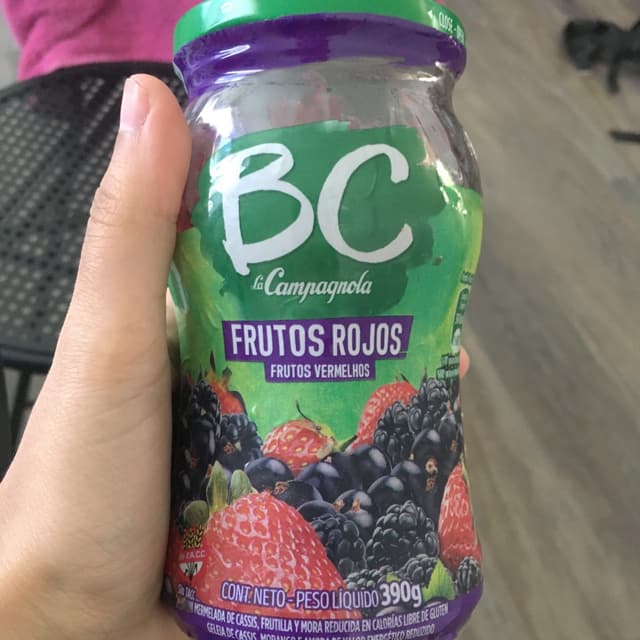 BC
La Campagnola
FRUTOS ROJOS
FRUTOS VERMELHOS
CONT. NETO - PESO LÍQUIDO 390g
MERMELADA DE CASSIS, FRUTILLA Y MORA REDUCIDA EN CALORÍAS LIBRE DE GLUTEN
GELEIA DE CASSIS, MORANGO E AMORA DE VALOR ENERGÉTICO REDUZIDO